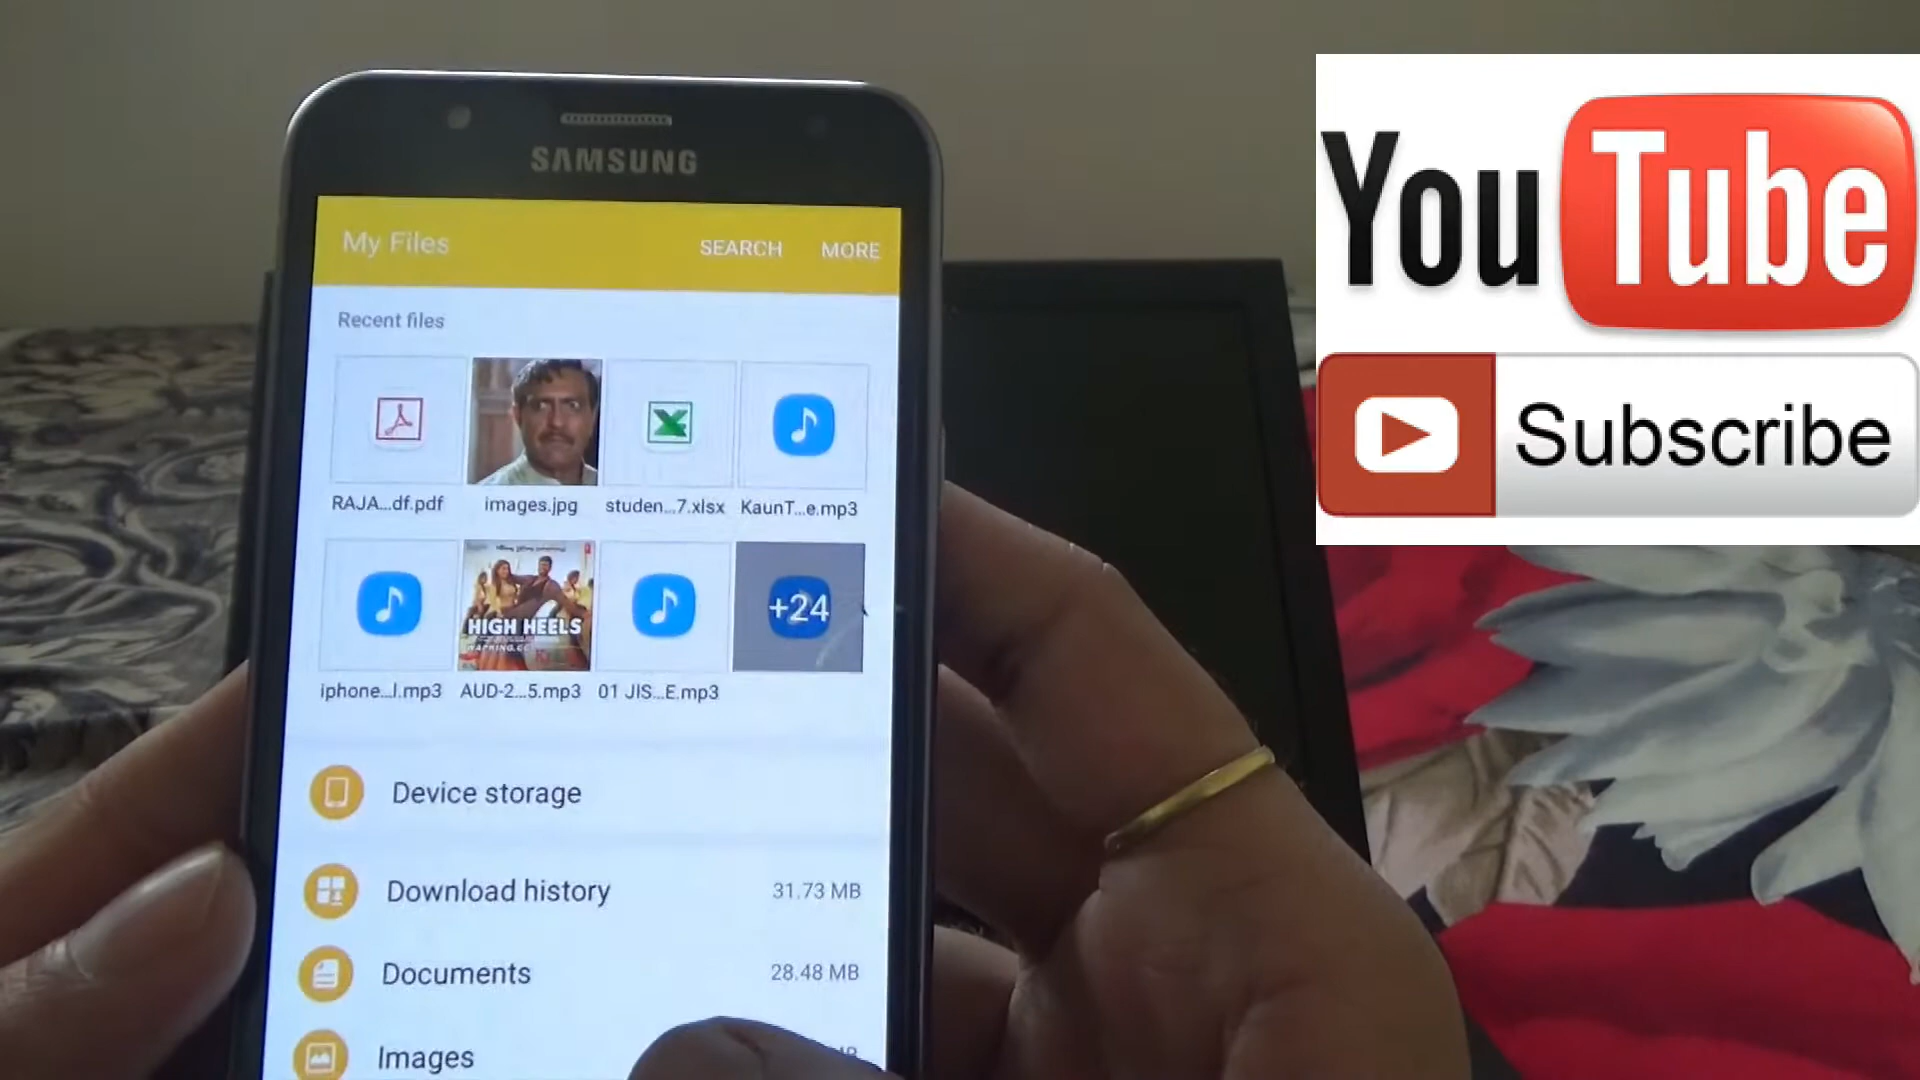 SAMSUNG
My Files SEARCH MORE
Recent files
RAJA...df.pdf images.jpg studen...7.xlsx KaunT...e.mp3
HIGH HEELS
+24
iphone...l.mp3 AUD-2...5.mp3 01 JIS...E.mp3
Device storage
Download history 31.73 MB
Documents 28.48 MB
Images
YouTube
Subscribe